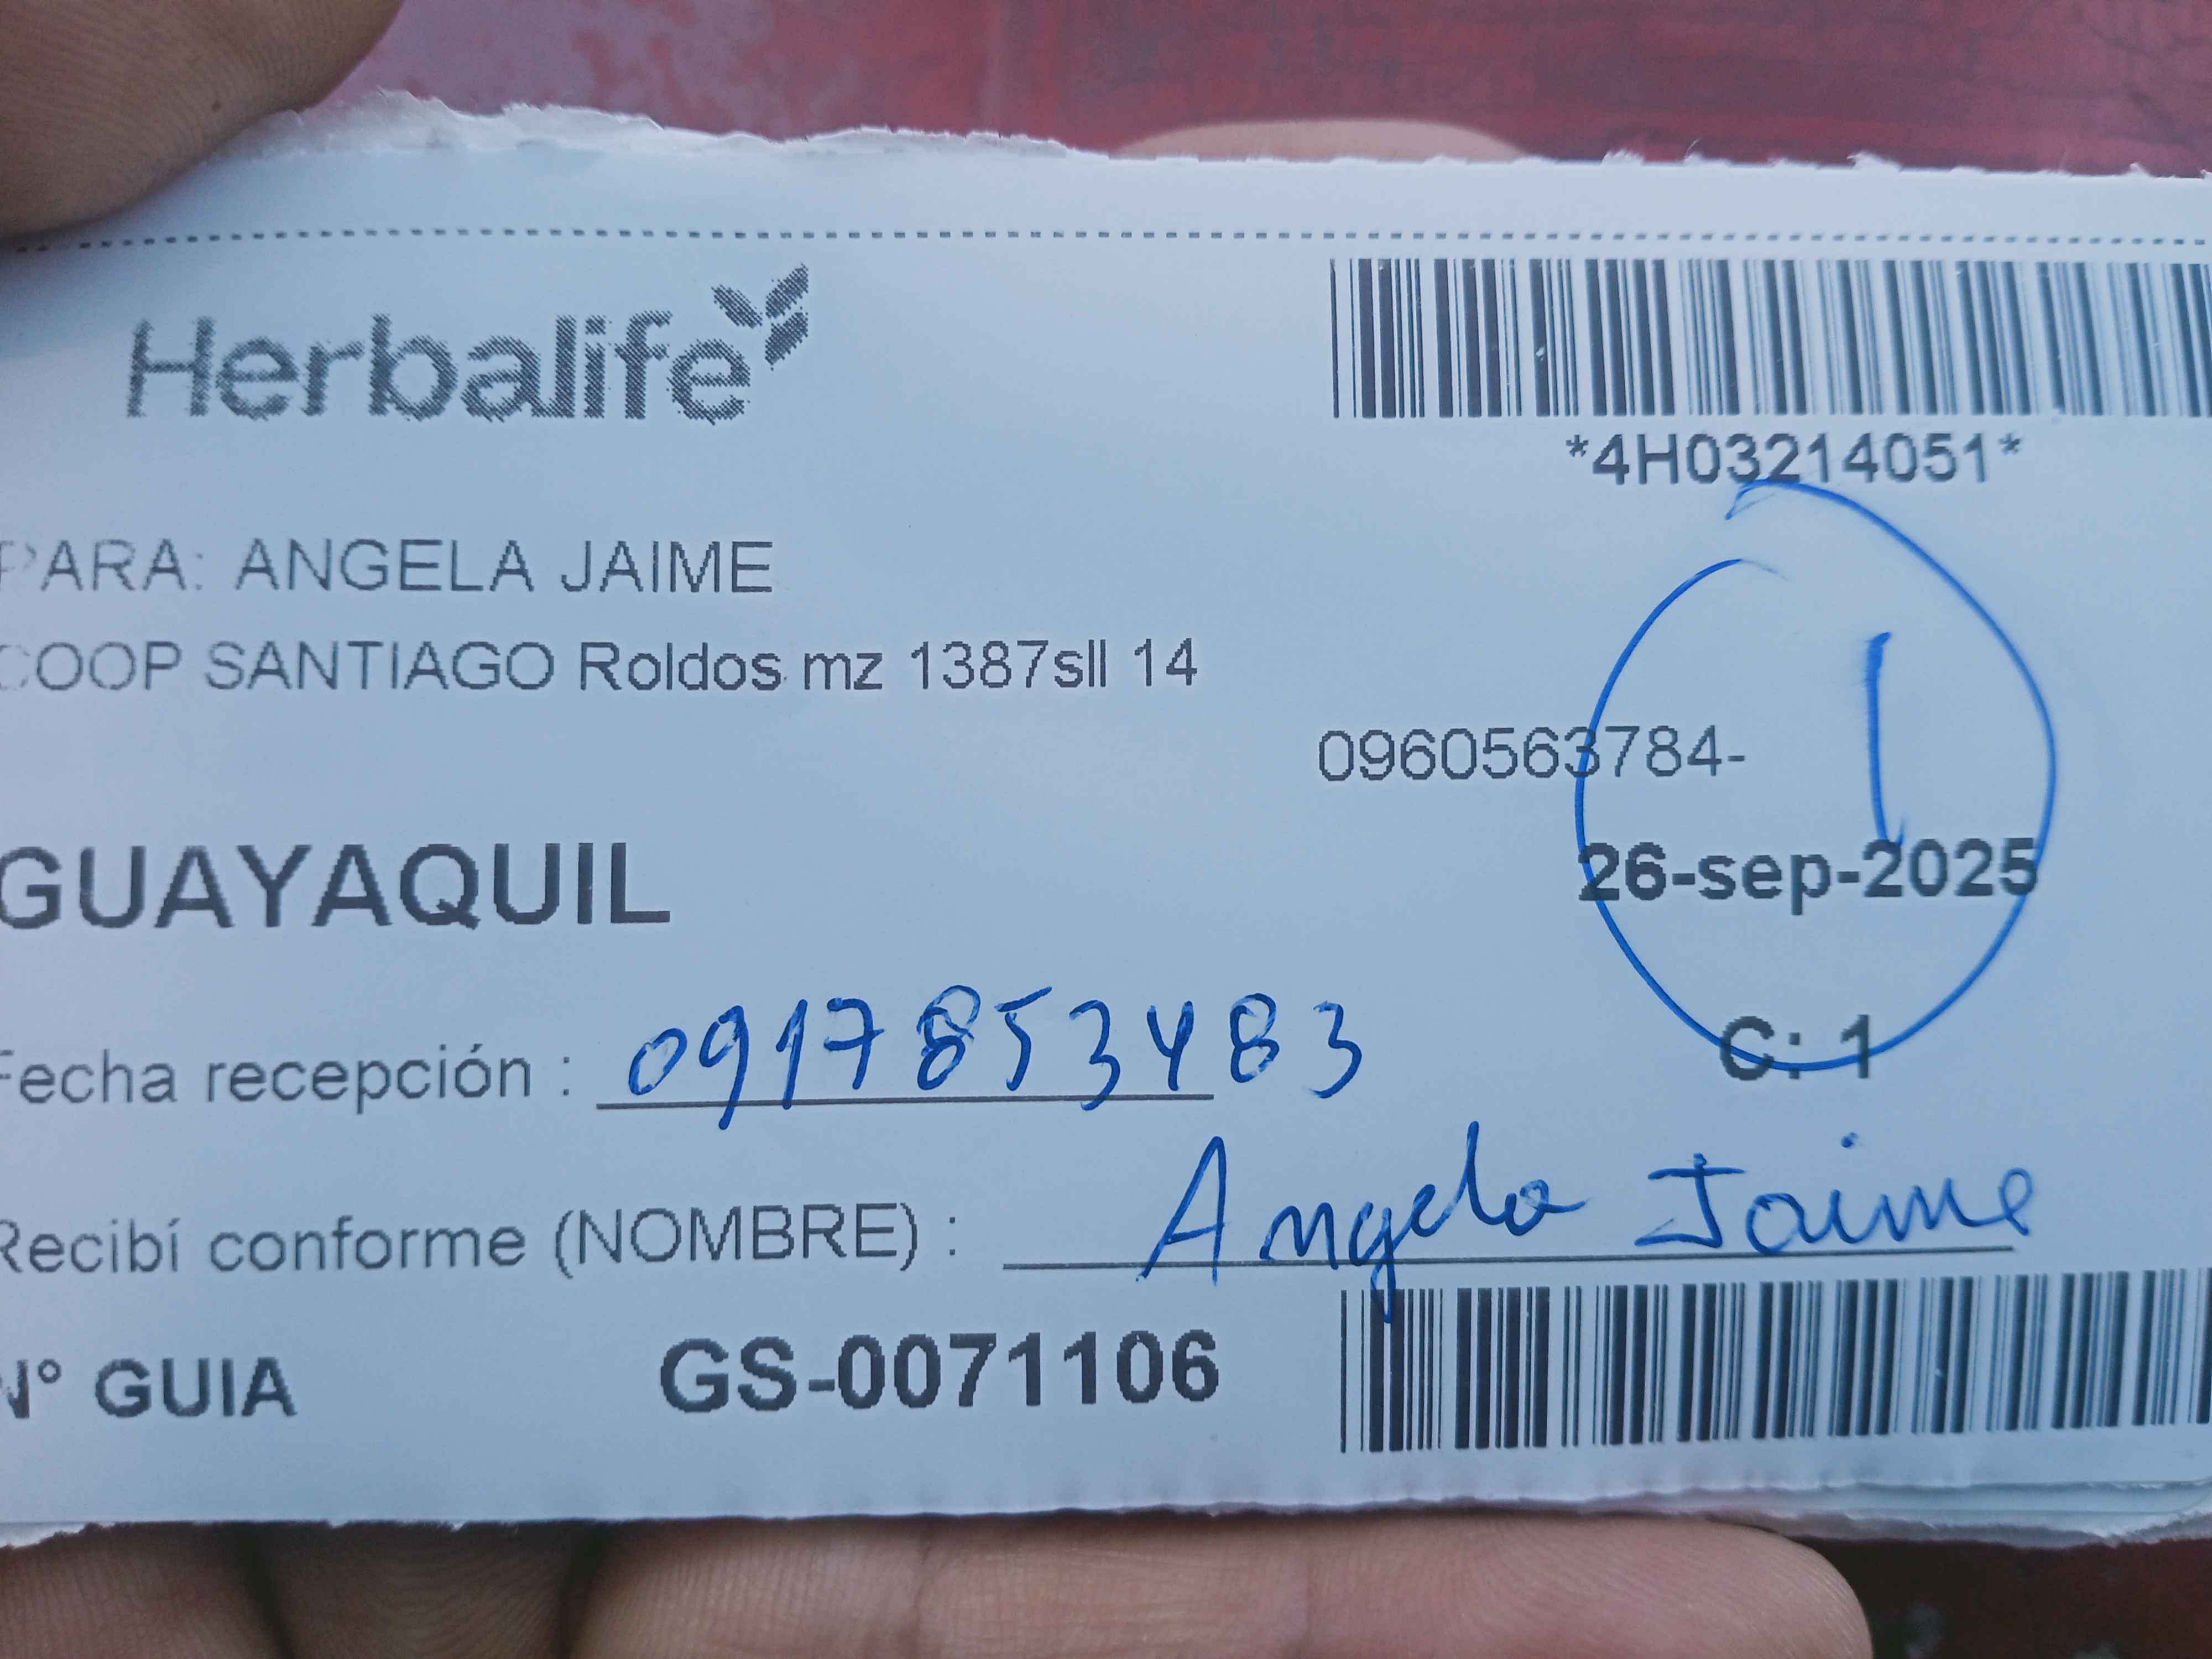 Herbalife
*4H03214051*
PARA: ANGELA JAIME
COOP SANTIAGO Roldos mz 1387sll 14
0960563784-
1
GUAYAQUIL
26-sep-2025
C: 1
Fecha recepción : 0917853483
Recibí conforme (NOMBRE) : Angela Jaime
N° GUIA GS-0071106